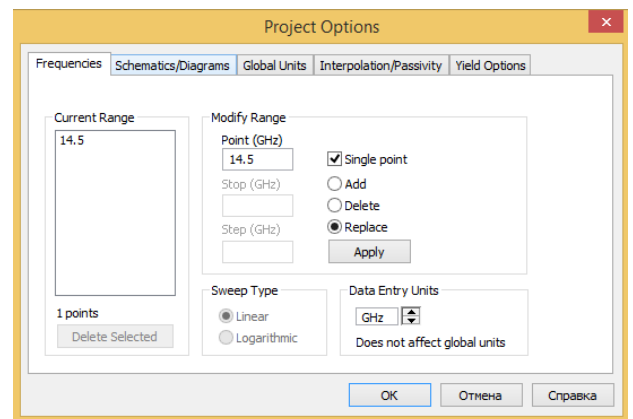 Project Options
Frequencies Schematics/Diagrams Global Units Interpolation/Passivity Yield Options
Current Range
14.5
1 points
Delete Selected
Modify Range
Point (GHz)
14.5
Single point
Stop (GHz)
Add
Delete
Step (GHz)
Replace
Apply
Sweep Type
Linear
Logarithmic
Data Entry Units
GHz
Does not affect global units
OK Отмена Справка